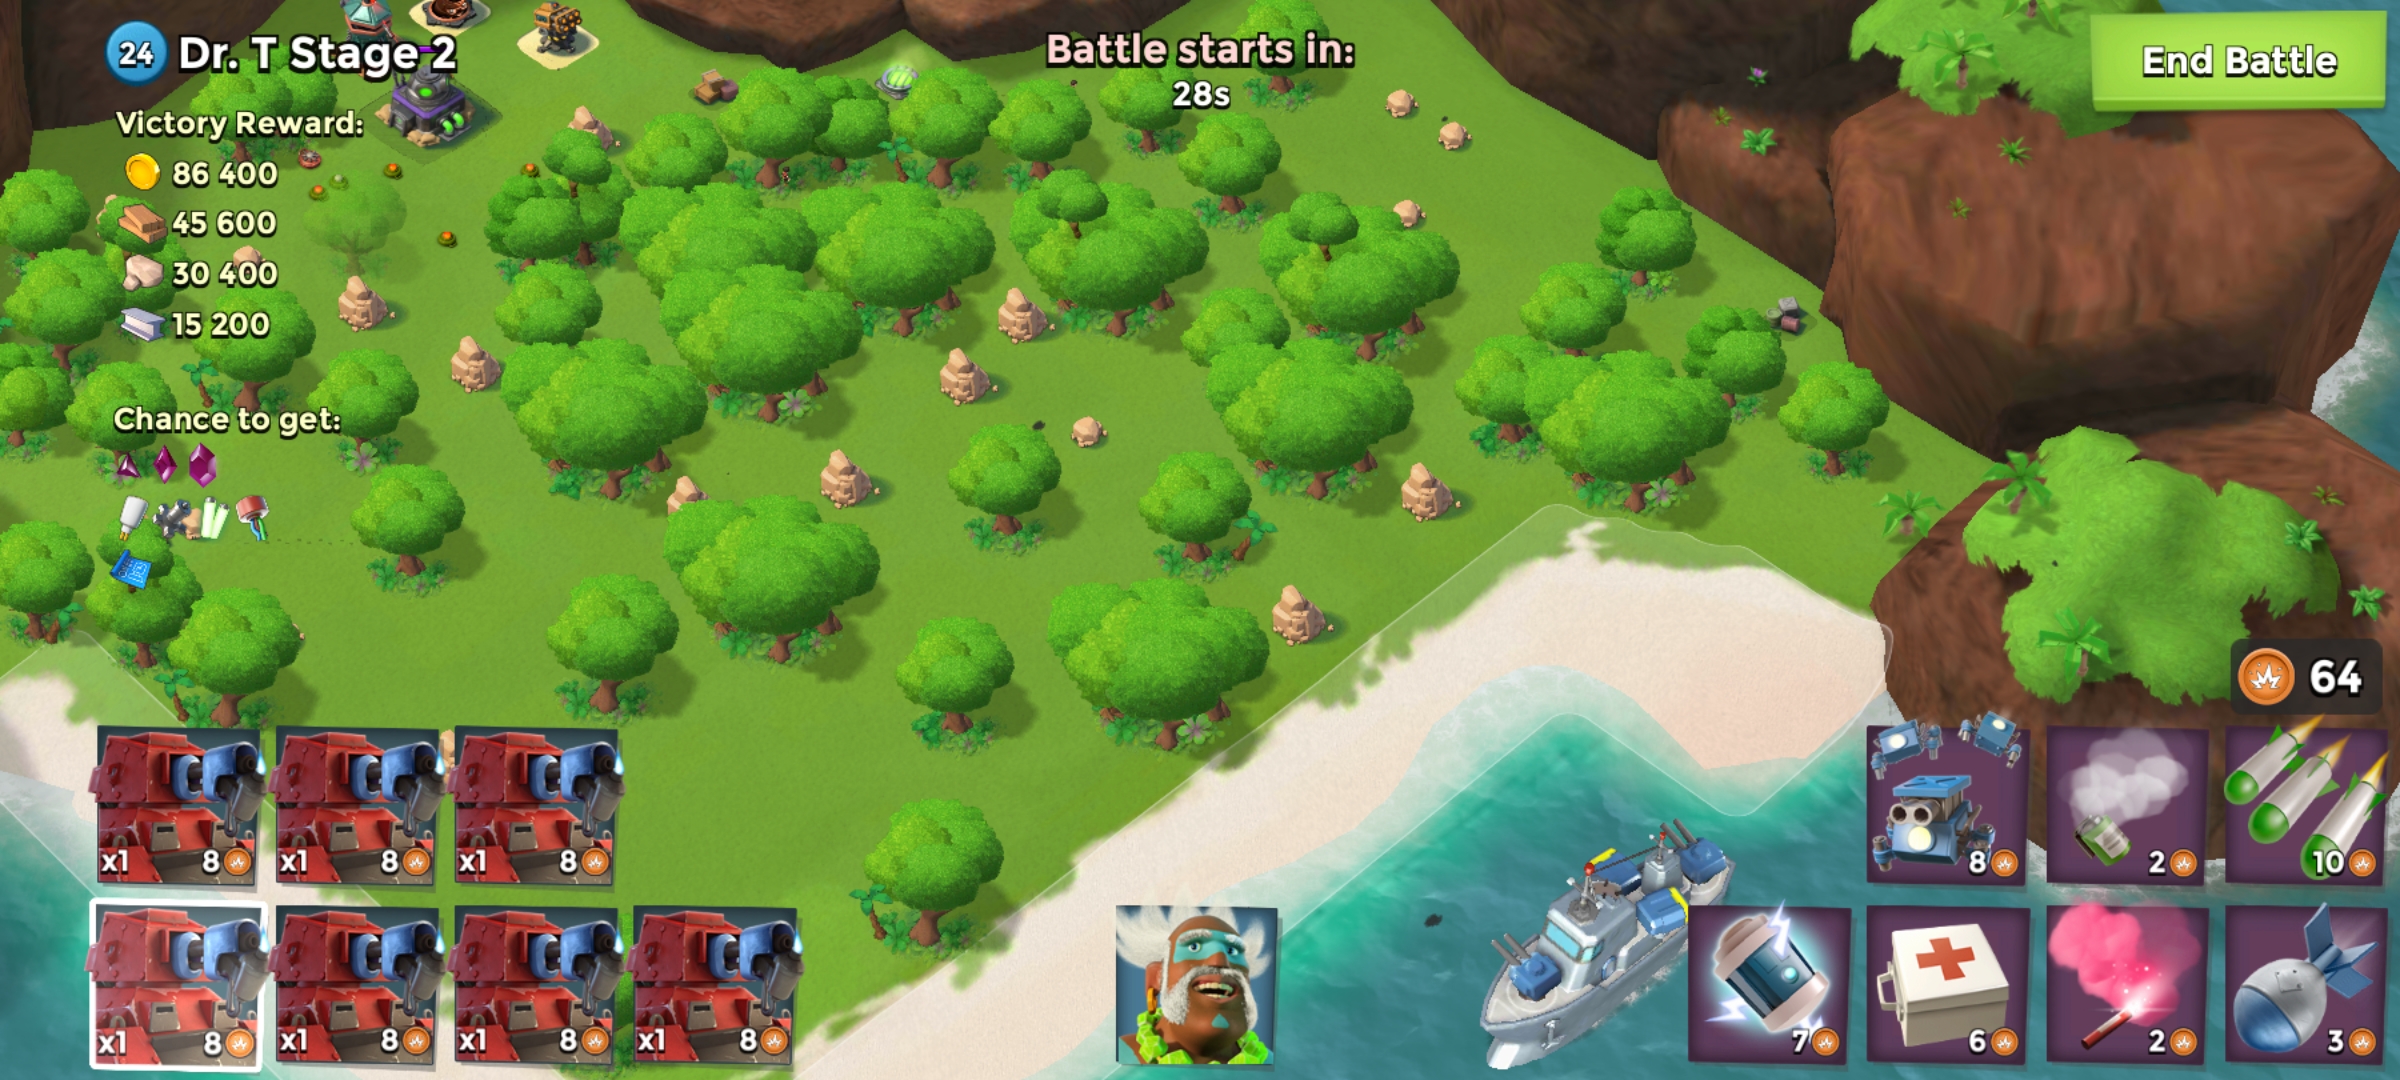 24 Dr. T Stage 2
Battle starts in:
28s
End Battle
Victory Reward:
86 400
45 600
30 400
15 200
Chance to get:
64
x1 8
x1 8
x1 8
8
2
10
x1 8
x1 8
x1 8
x1 8
7
6
2
3